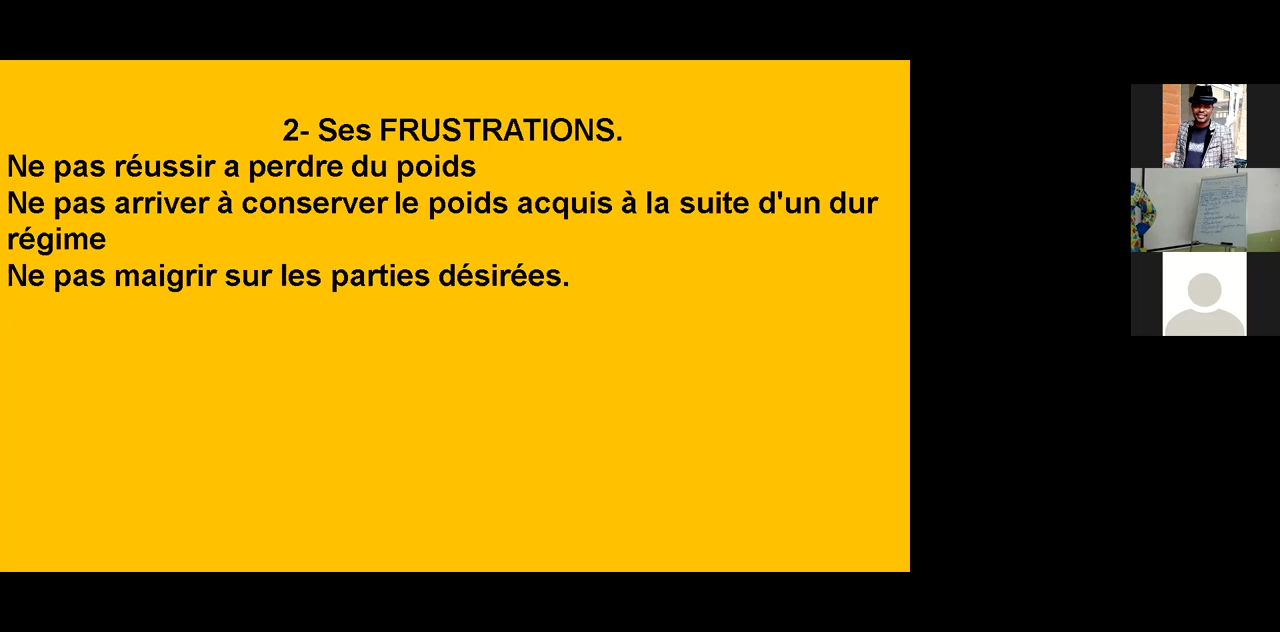 2- Ses FRUSTRATIONS.
Ne pas réussir a perdre du poids
Ne pas arriver à conserver le poids acquis à la suite d'un dur
régime
Ne pas maigrir sur les parties désirées.